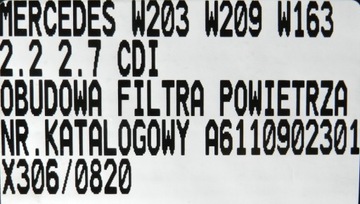 MERCEDES W203 W209 W163
2.2 2.7 CDI
OBUDOWA FILTRA POWIETRZA
NR.KATALOGOWY A6110902301
X306/0820